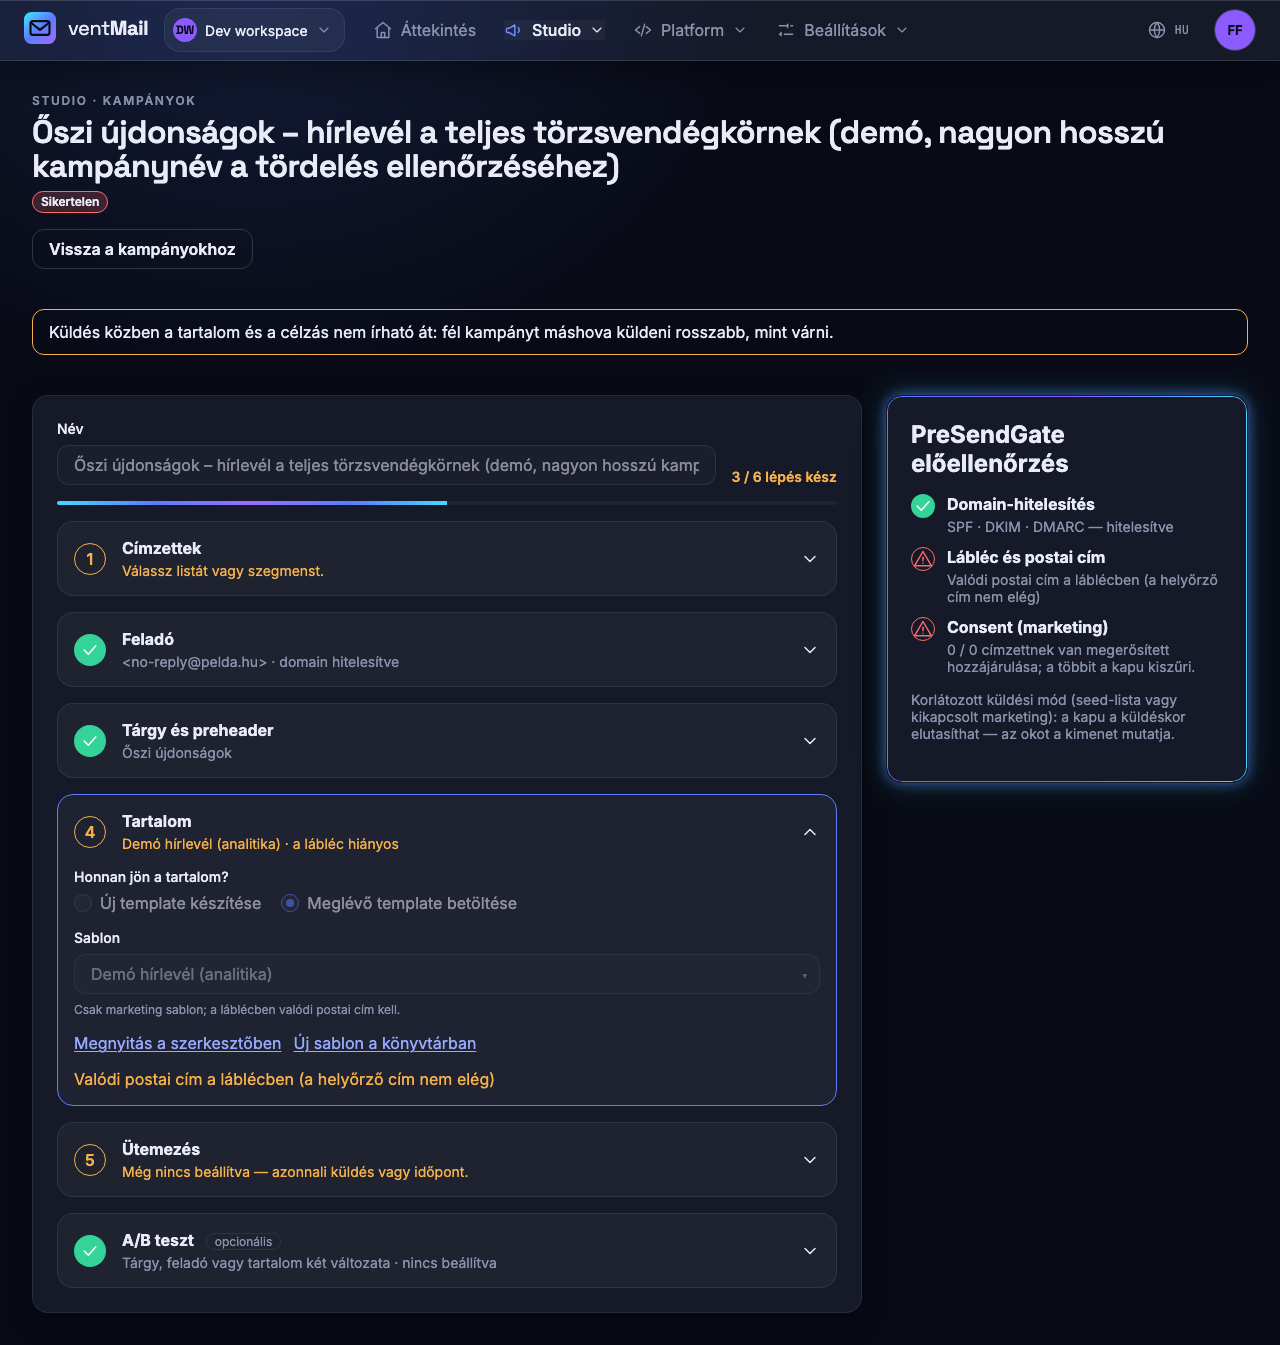 ventMail
DW Dev workspace
Áttekintés
Studio
Platform
Beállítások
HU
FF
STUDIO · KAMPÁNYOK
Őszi újdonságok – hírlevél a teljes törzsvendégkörnek (demó, nagyon hosszú
kampánynév a tördelés ellenőrzéséhez)
Sikertelen
Vissza a kampányokhoz
Küldés közben a tartalom és a célzás nem írható át: fél kampányt máshova küldeni rosszabb, mint várni.
Név
Őszi újdonságok – hírlevél a teljes törzsvendégkörnek (demó, nagyon hosszú kamp
3 / 6 lépés kész
1
Címzettek
Válassz listát vagy szegmenst.
Feladó
<no-reply@pelda.hu> · domain hitelesítve
Tárgy és preheader
Őszi újdonságok
4
Tartalom
Demó hírlevél (analitika) · a lábléc hiányos
Honnan jön a tartalom?
Új template készítése
Meglévő template betöltése
Sablon
Demó hírlevél (analitika)
Csak marketing sablon; a láblécben valódi postai cím kell.
Megnyitás a szerkesztőben Új sablon a könyvtárban
Valódi postai cím a láblécben (a helyőrző cím nem elég)
5
Ütemezés
Még nincs beállítva — azonnali küldés vagy időpont.
A/B teszt opcionális
Tárgy, feladó vagy tartalom két változata · nincs beállítva
PreSendGate
előellenőrzés
Domain-hitelesítés
SPF · DKIM · DMARC — hitelesítve
Lábléc és postai cím
Valódi postai cím a láblécben (a helyőrző
cím nem elég)
Consent (marketing)
0 / 0 címzettnek van megerősített
hozzájárulása; a többit a kapu kiszűri.
Korlátozott küldési mód (seed-lista vagy
kikapcsolt marketing): a kapu a küldéskor
elutasíthat — az okot a kimenet mutatja.